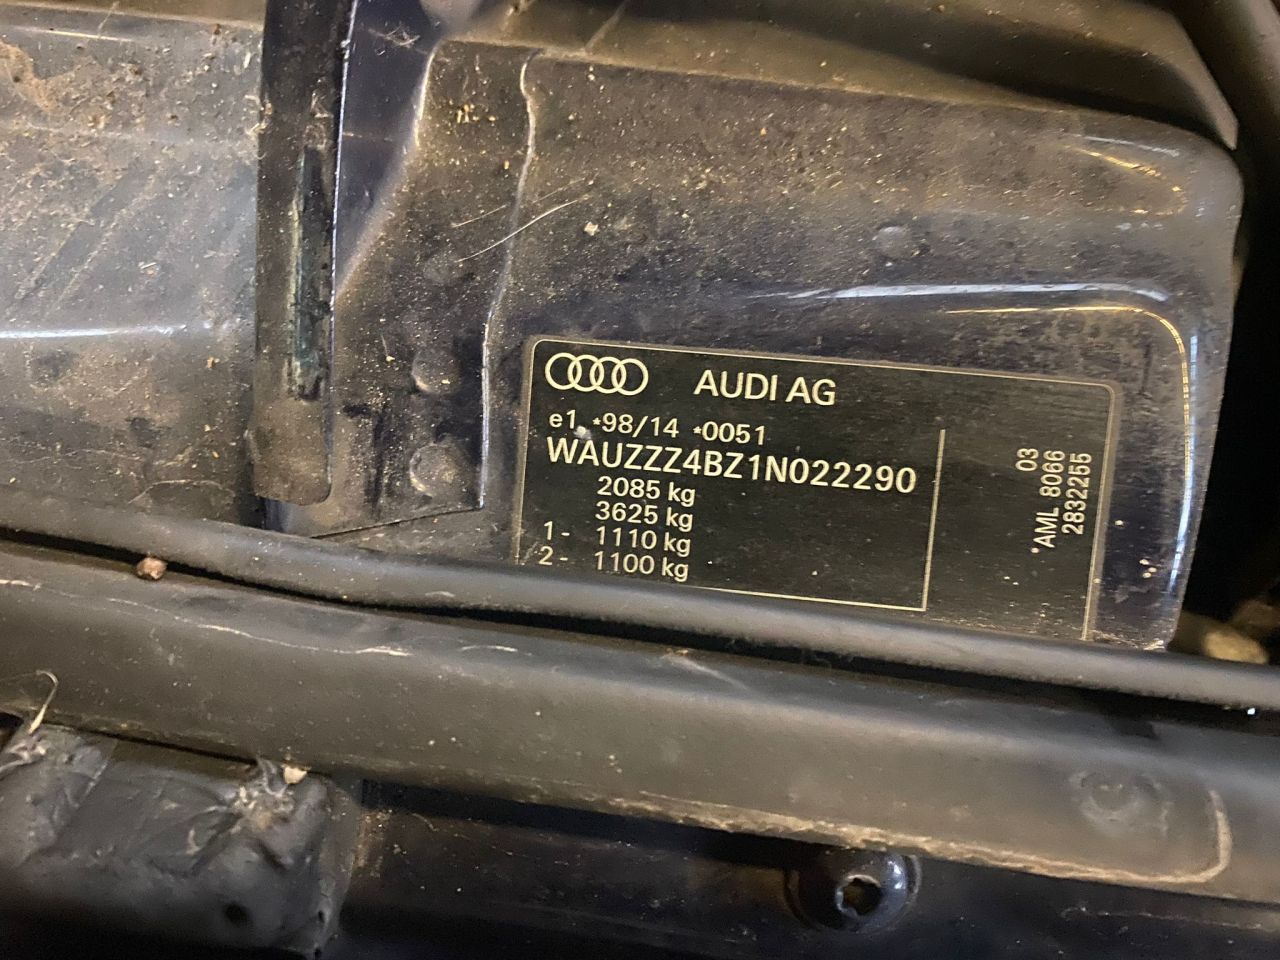 AUDI AG
e1 *98/14 *0051
WAUZZZ4BZ1N022290
2085 kg
3625 kg
1- 1110 kg
2- 1100 kg
03
*AML 8066
2832255